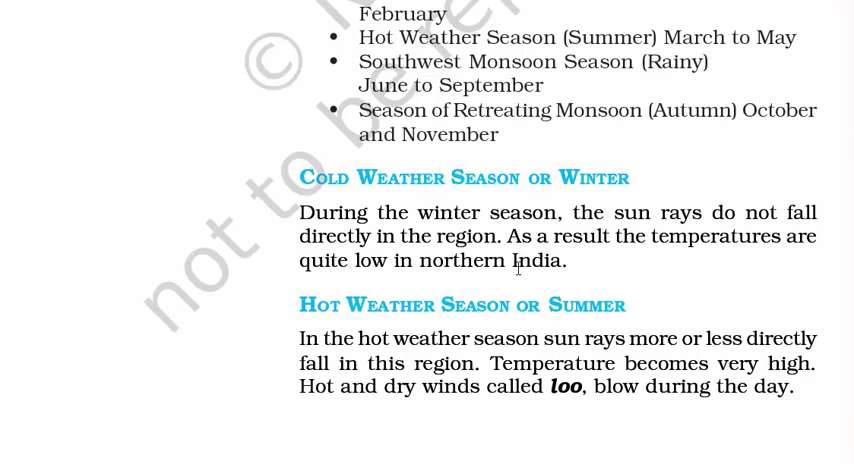 February
• Hot Weather Season (Summer) March to May
• Southwest Monsoon Season (Rainy)
June to September
• Season of Retreating Monsoon (Autumn) October
and November
COLD WEATHER SEASON OR WINTER
During the winter season, the sun rays do not fall
directly in the region. As a result the temperatures are
quite low in northern India.
HOT WEATHER SEASON OR SUMMER
In the hot weather season sun rays more or less directly
fall in this region. Temperature becomes very high.
Hot and dry winds called loo, blow during the day.
©
not to be re